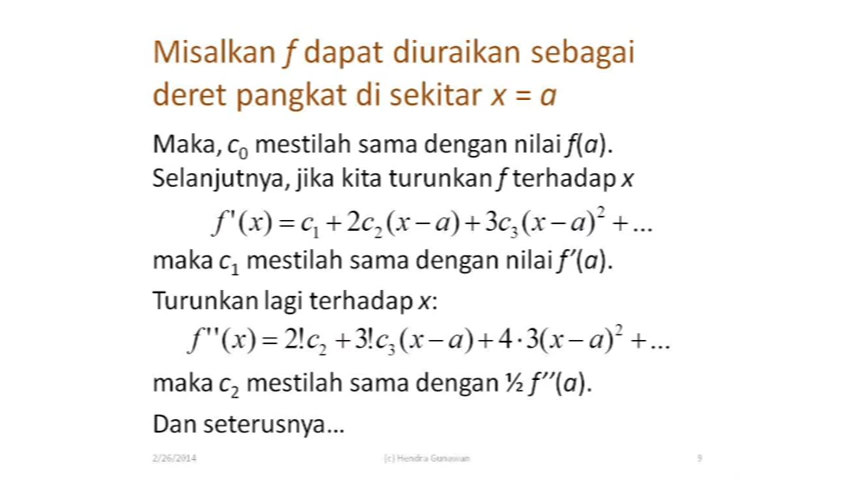 Misalkan f dapat diuraikan sebagai
deret pangkat di sekitar x = a
Maka, c₀ mestilah sama dengan nilai f(a).
Selanjutnya, jika kita turunkan f terhadap x
f'(x) = c₁ + 2c₂(x − a) + 3c₃(x − a)² + ...
maka c₁ mestilah sama dengan nilai f’(a).
Turunkan lagi terhadap x:
f''(x) = 2!c₂ + 3!c₃(x − a) + 4·3(x − a)² + ...
maka c₂ mestilah sama dengan ½ f’’(a).
Dan seterusnya…
2/26/2014 (c) Hendra Gunawan 9